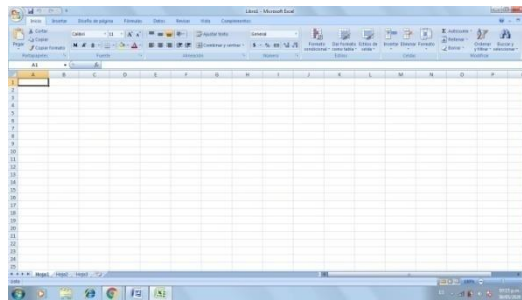 Libro2 - Microsoft Excel
Inicio Insertar Diseño de página Fórmulas Datos Revisar Vista Complementos
Cortar
Copiar
Copiar formato
Pegar
Calibri 11
Ajustar texto
Combinar y centrar
General
Formato condicional
Dar formato como tabla
Estilos de celda
Insertar Eliminar Formato
Autosuma
Rellenar
Borrar
Ordenar y filtrar
Buscar y seleccionar
Portapapeles Fuente Alineación Número Estilos Celdas Modificar
A1
A B C D E F G H I J K L M N O P
1
2
3
4
5
6
7
8
9
10
11
12
13
14
15
16
17
18
19
20
21
22
23
24
25
Hoja1 Hoja2 Hoja3
Listo 100%